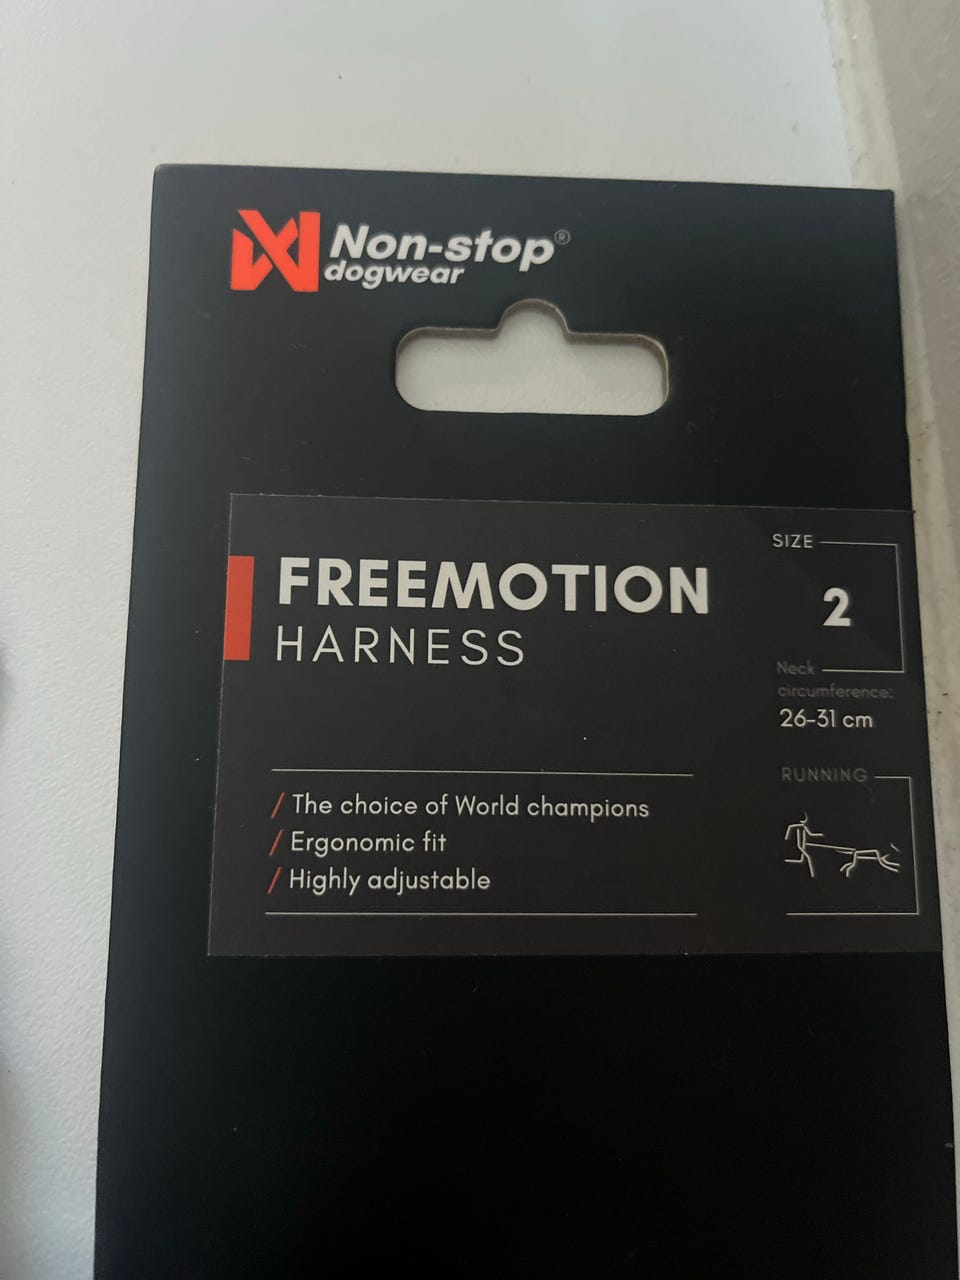 Non-stop®
dogwear
FREEMOTION
HARNESS
/ The choice of World champions
/ Ergonomic fit
/ Highly adjustable
SIZE
2
Neck
circumference:
26-31 cm
RUNNING